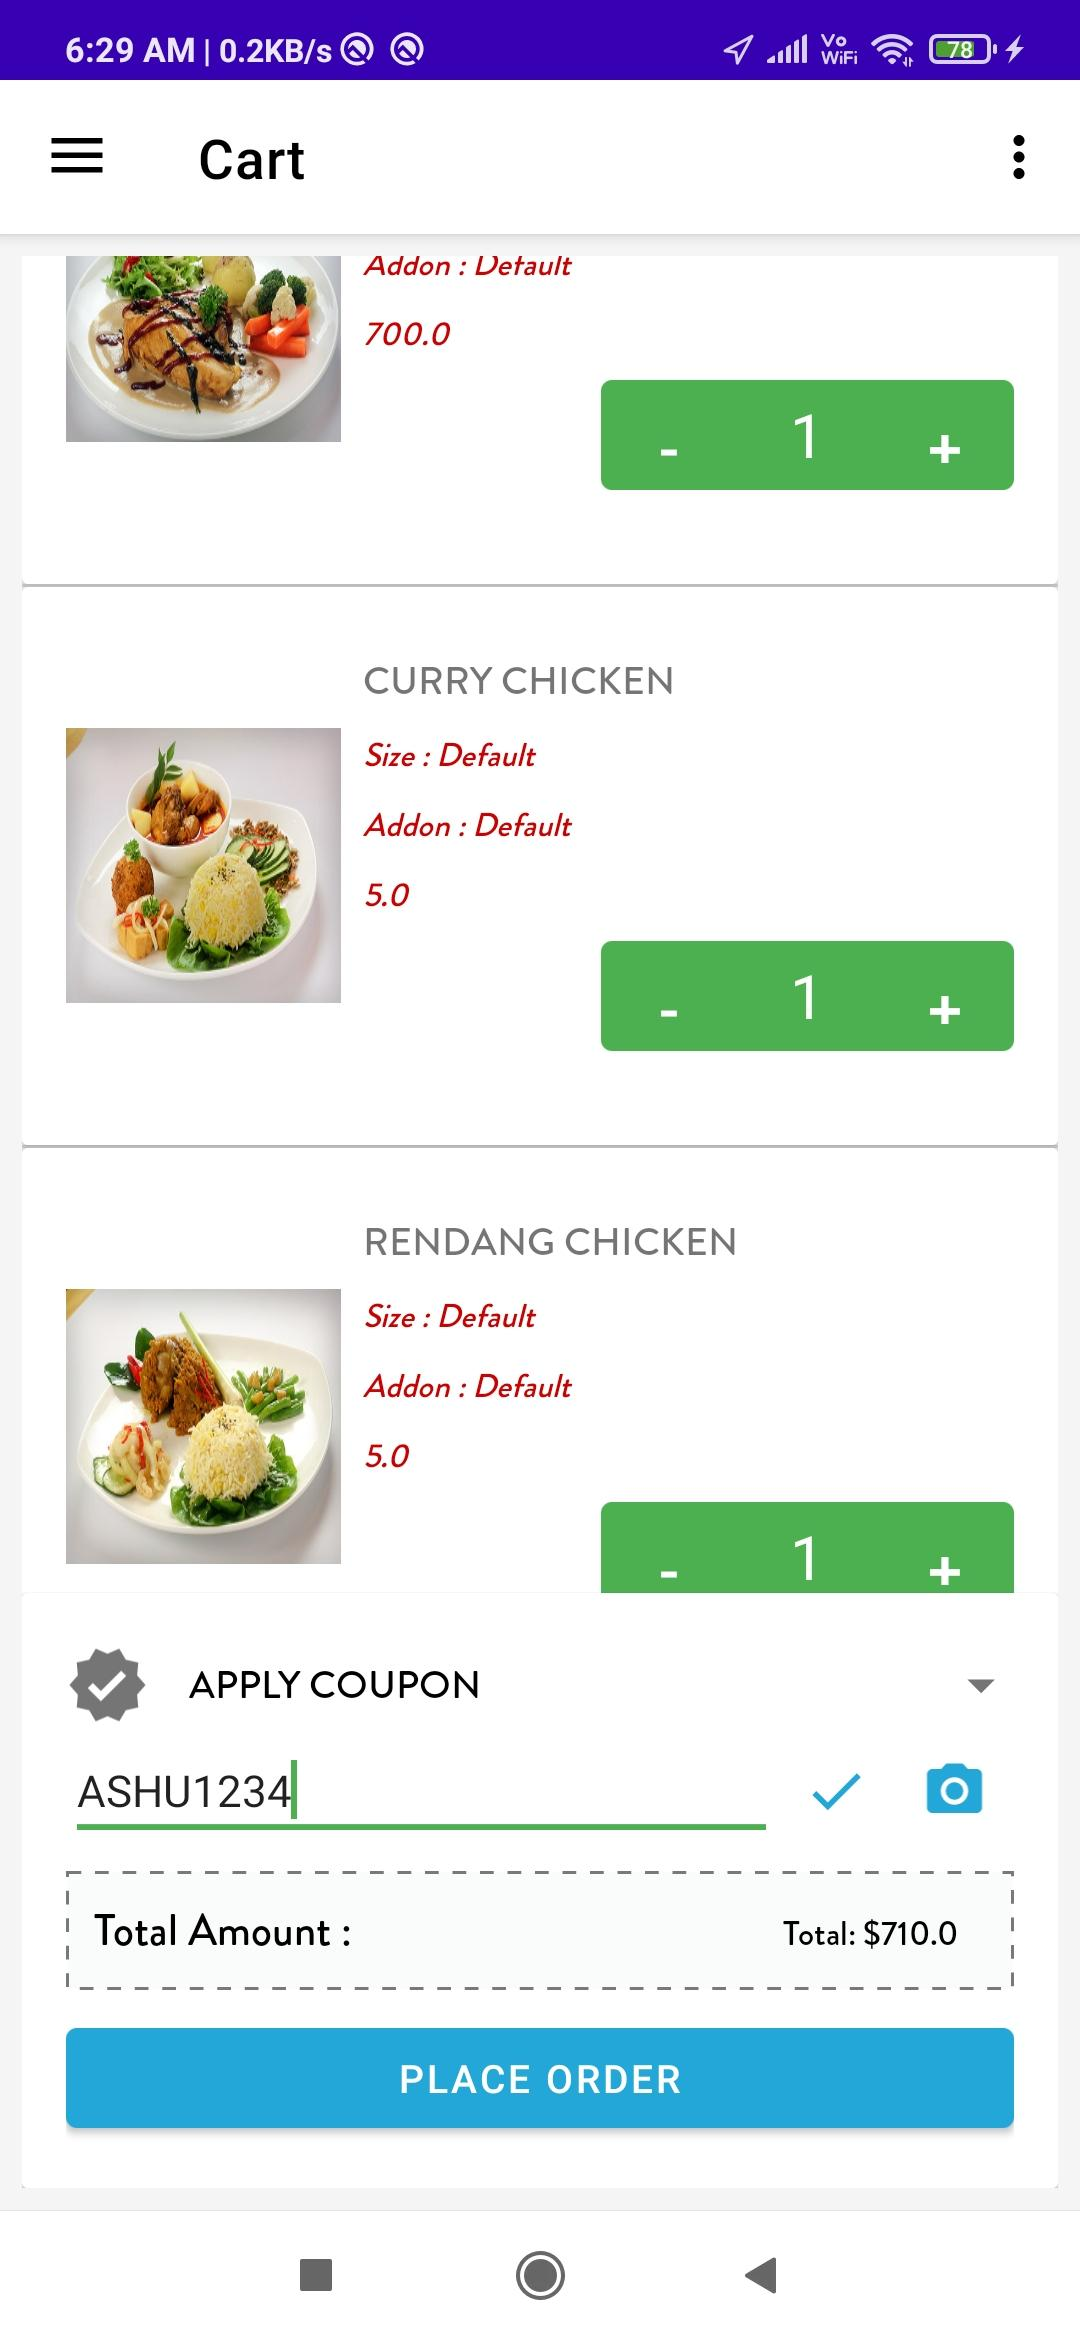 6:29 AM | 0.2KB/s Vo WiFi 78
Cart
Addon : Default
700.0
- 1 +
CURRY CHICKEN
Size : Default
Addon : Default
5.0
- 1 +
RENDANG CHICKEN
Size : Default
Addon : Default
5.0
- 1 +
APPLY COUPON
ASHU1234
Total Amount : Total: $710.0
PLACE ORDER